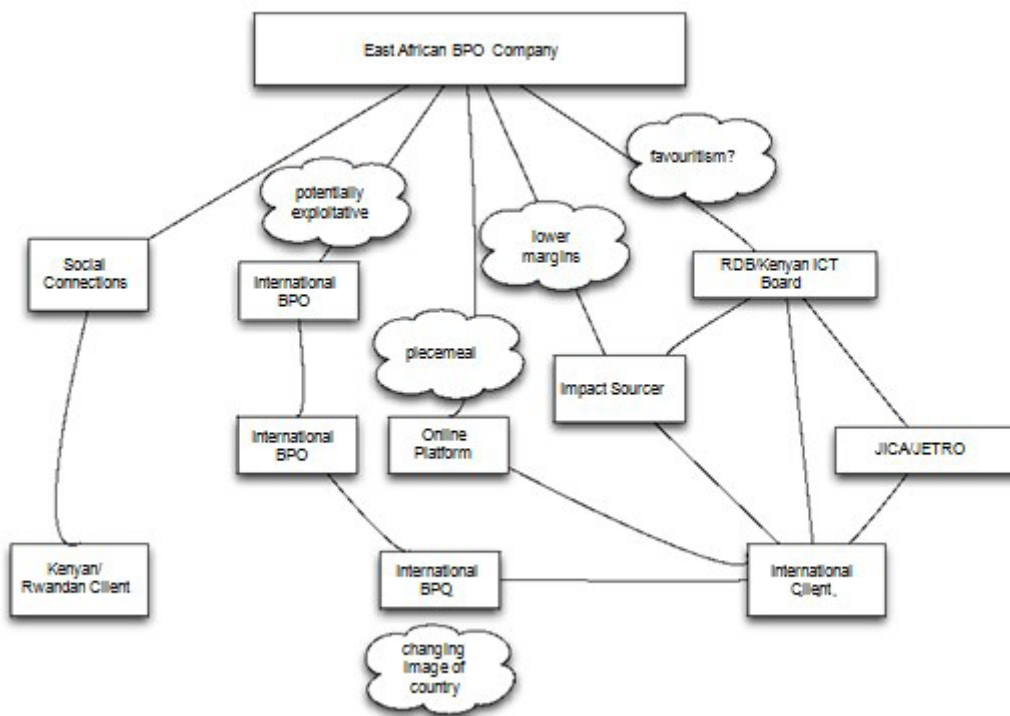 East African BPO Company
favouritism?
potentially
exploitative
lower
margins
Social
Connections
International
BPO
RDB/Kenyan ICT
Board
piecemeal
Impact Sourcer
International
BPO
Online
Platform
JICA/JETRO
Kenyan/
Rwandan Client
International
BPO
International
Client
changing
image of
country